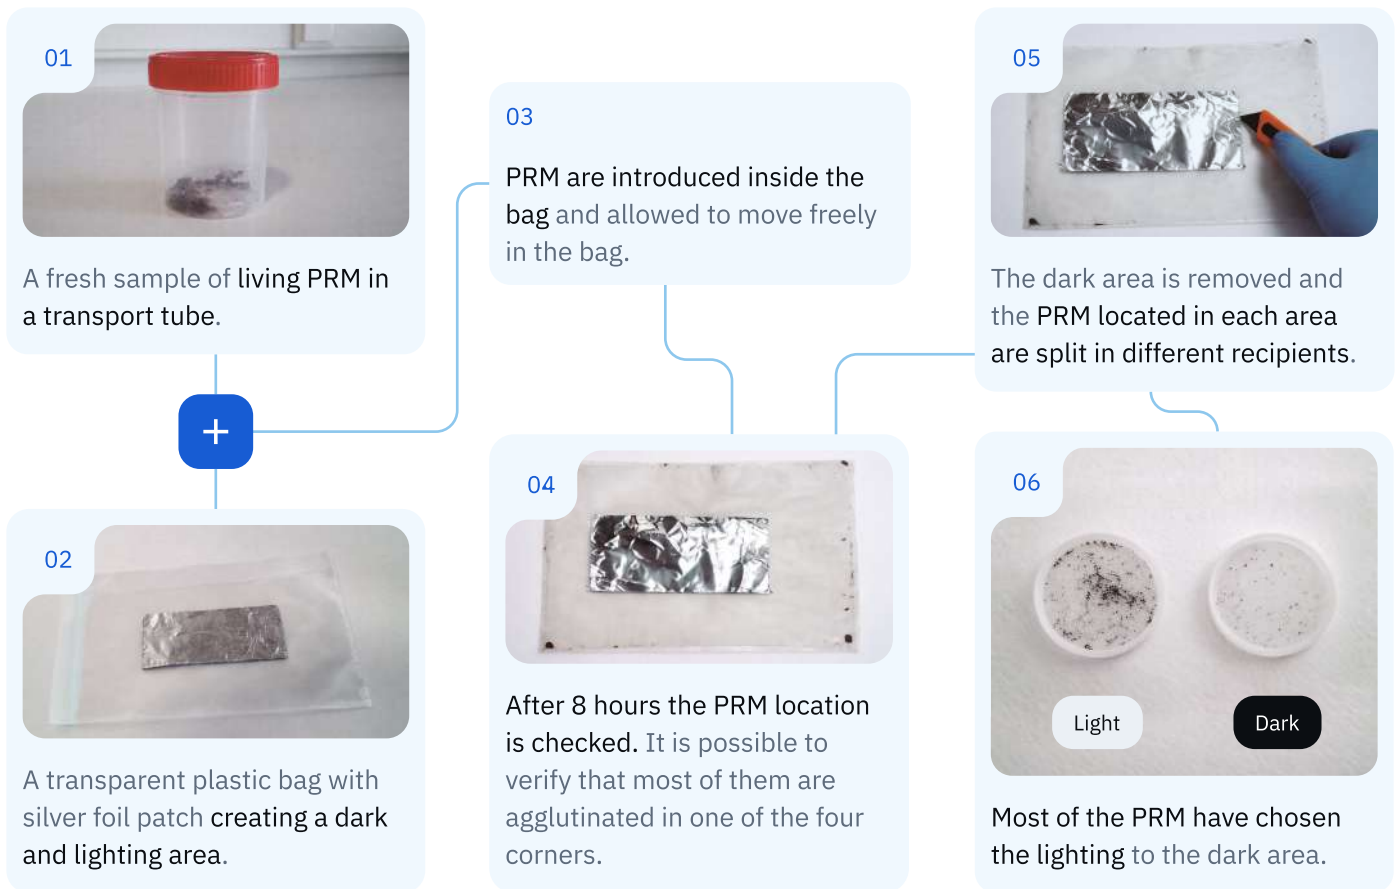 01
A fresh sample of living PRM in
a transport tube.
+
02
A transparent plastic bag with
silver foil patch creating a dark
and lighting area.
03
PRM are introduced inside the
bag and allowed to move freely
in the bag.
04
After 8 hours the PRM location
is checked. It is possible to
verify that most of them are
agglutinated in one of the four
corners.
05
The dark area is removed and
the PRM located in each area
are split in different recipients.
06
Light
Dark
Most of the PRM have chosen
the lighting to the dark area.